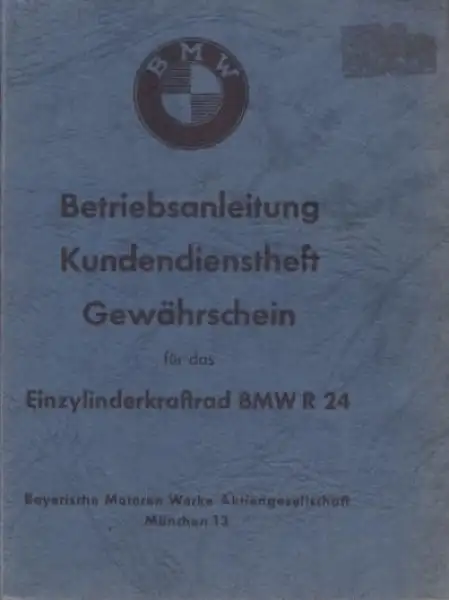 BMW
Betriebsanleitung
Kundendienstheft
Gewährschein
für das
Einzylinderkraftrad BMW R 24
Bayerische Motoren Werke Aktiengesellschaft
München 13